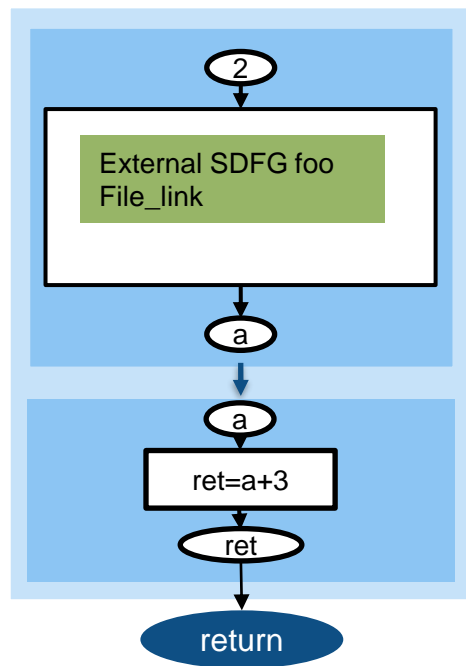 2
External SDFG foo
File_link
a
a
ret=a+3
ret
return